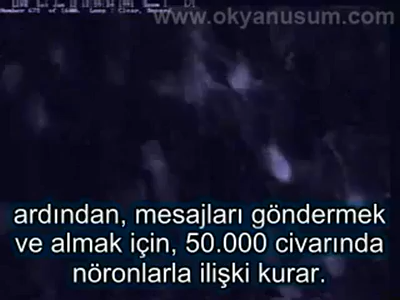 www.okyanusum.com
ardından, mesajları göndermek
ve almak için, 50.000 civarında
nöronlarla ilişki kurar.